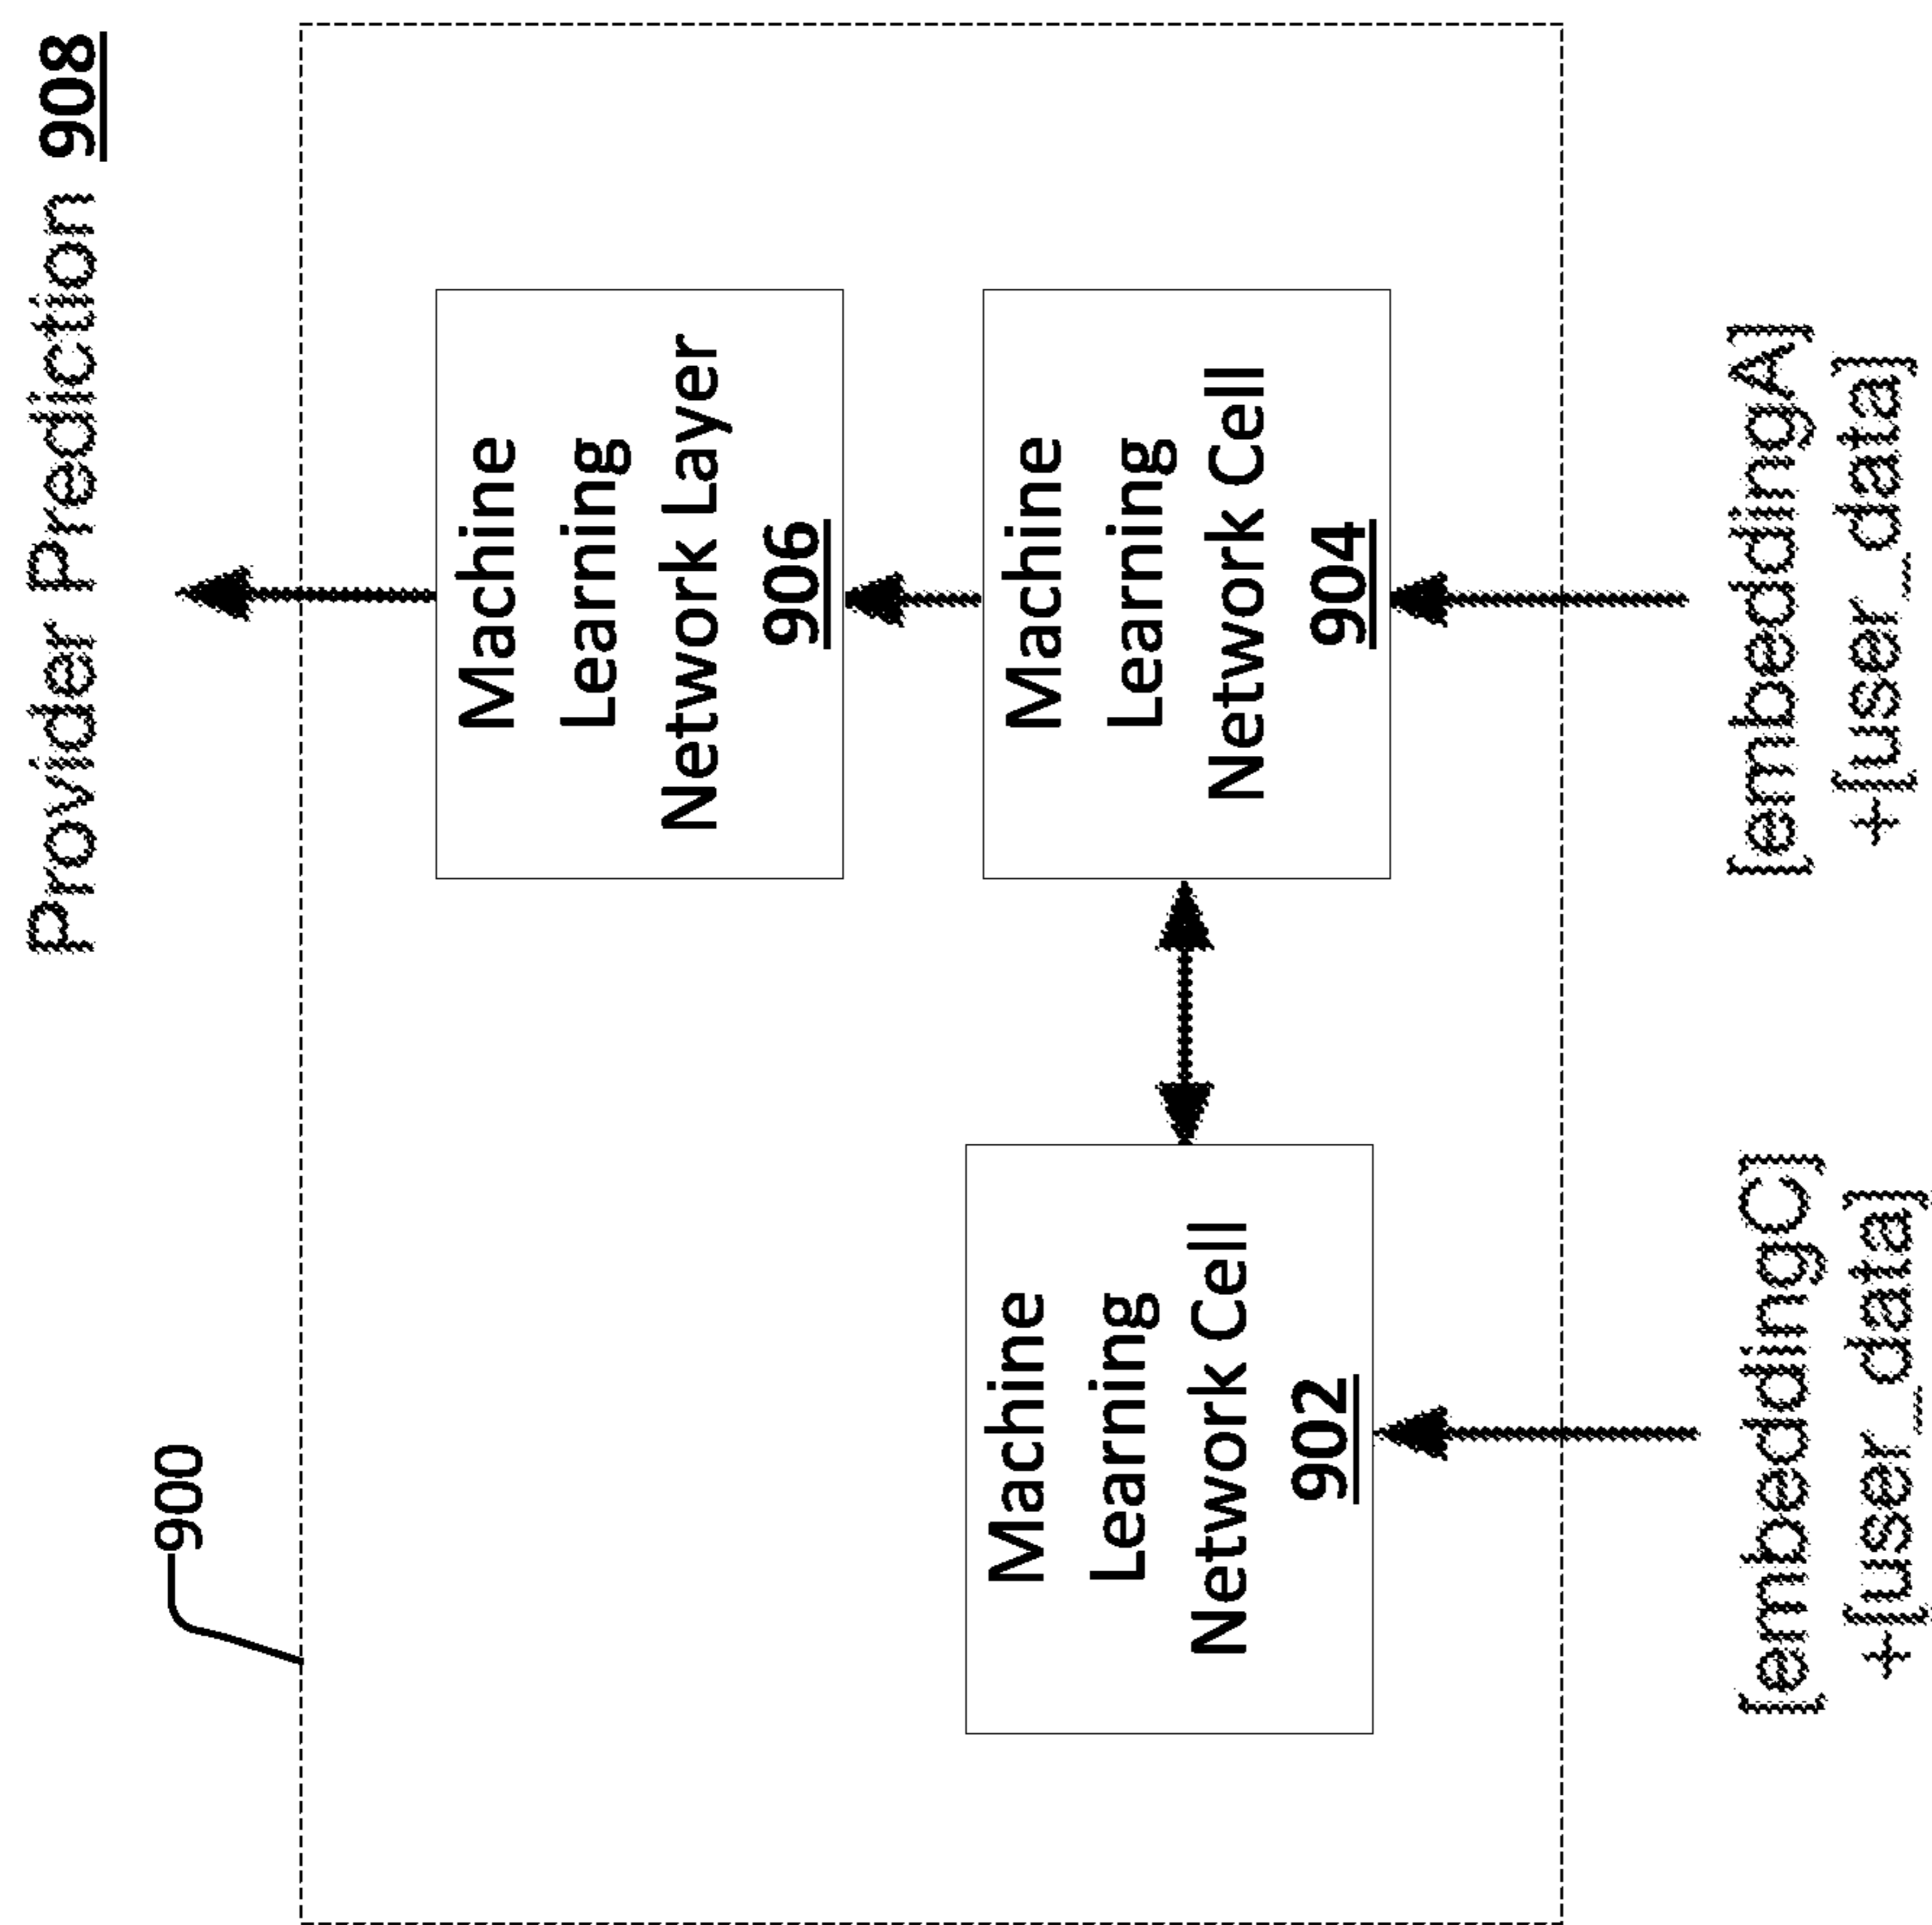 Provider Prediction 908
900
Machine
Learning
Network Layer
906
Machine
Learning
Network Cell
902
Machine
Learning
Network Cell
904
[embeddingC]
+[user_data]
[embeddingA]
+[user_data]